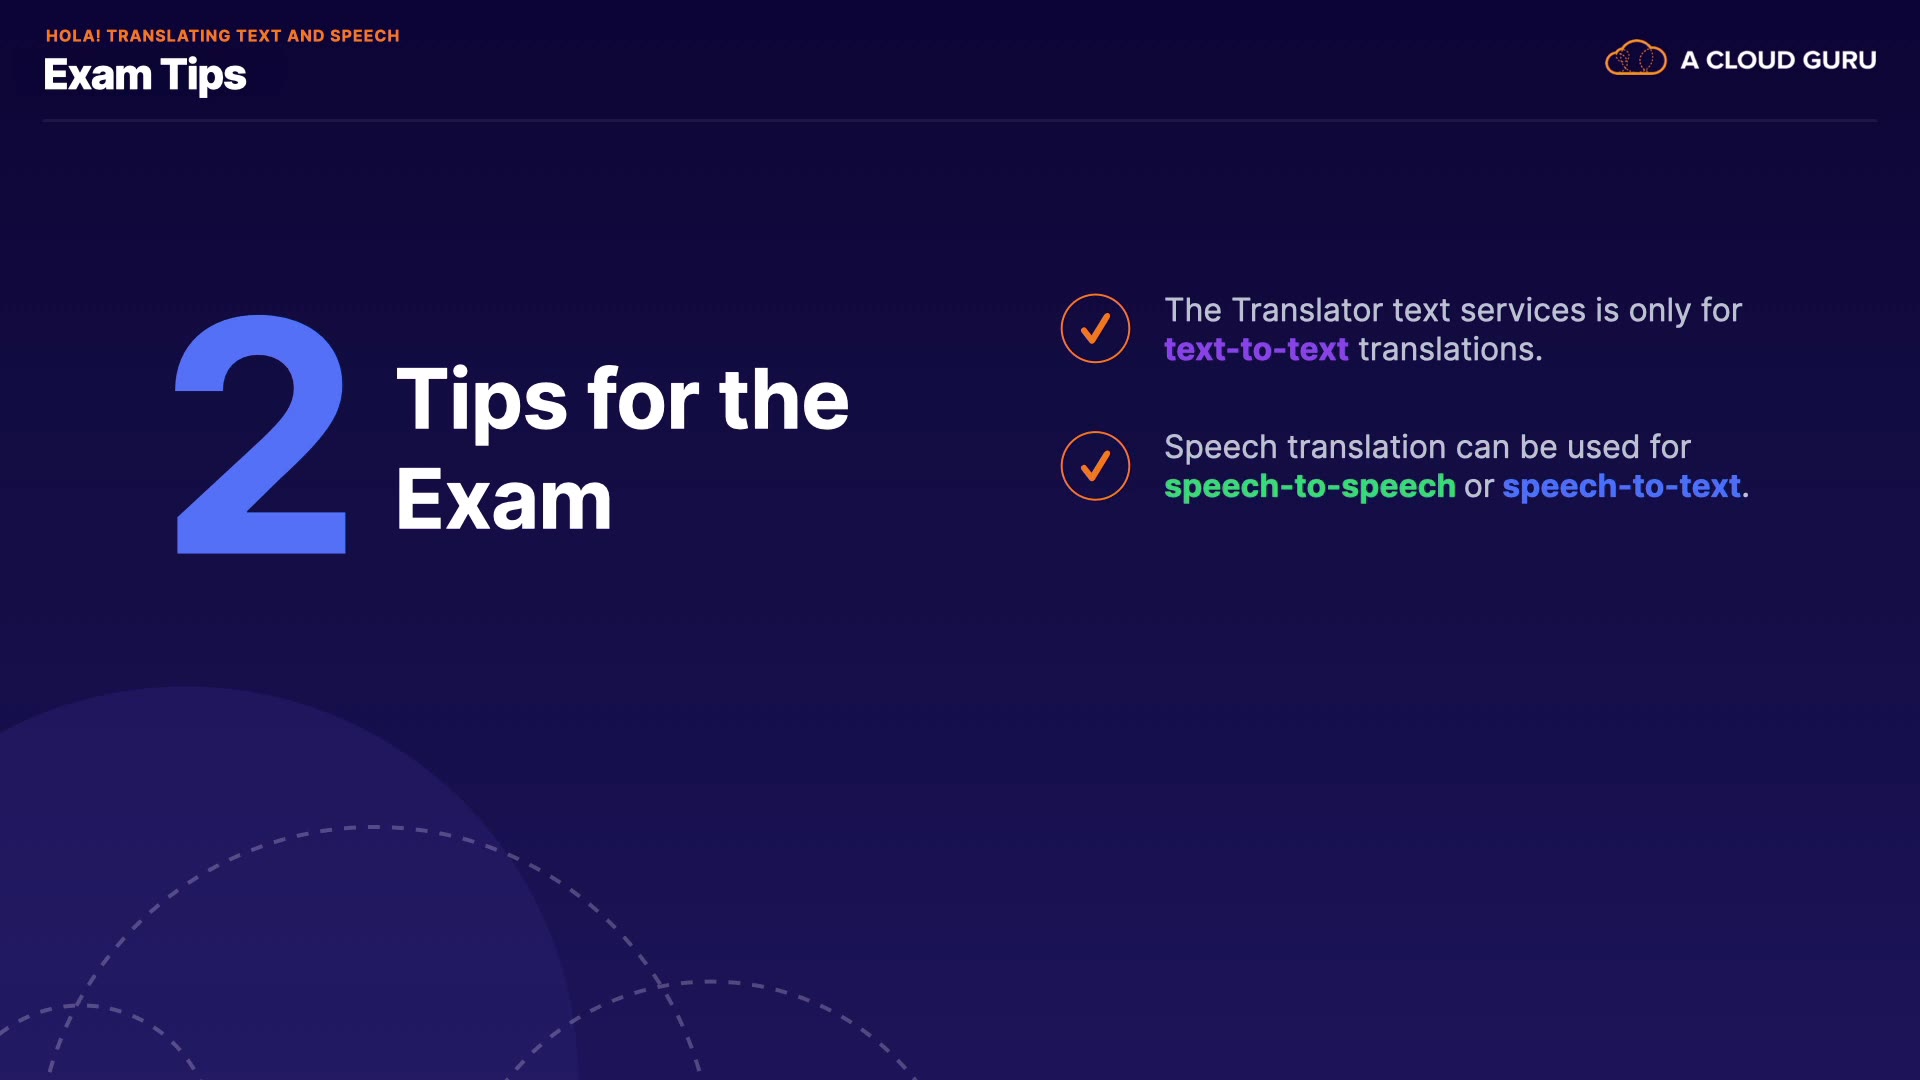 HOLA! TRANSLATING TEXT AND SPEECH
Exam Tips
A CLOUD GURU
2
Tips for the
Exam
The Translator text services is only for
text-to-text translations.
Speech translation can be used for
speech-to-speech or speech-to-text.